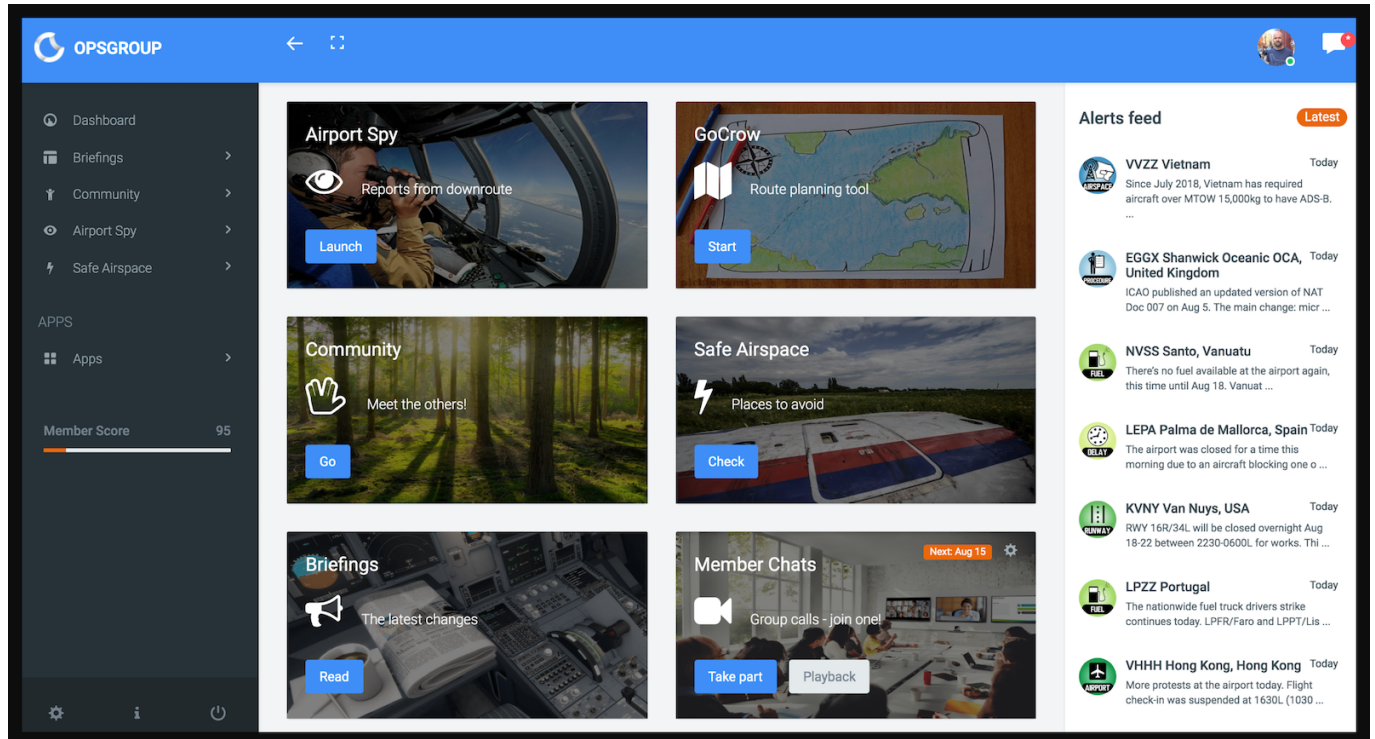 OPSGROUP
Dashboard
Briefings
Community
Airport Spy
Safe Airspace
APPS
Apps
Member Score 95
Airport Spy
Reports from downroute
Launch
GoCrow
Route planning tool
Start
Community
Meet the others!
Go
Safe Airspace
Places to avoid
Check
Briefings
The latest changes
Read
Next: Aug 15
Member Chats
Group calls - join one!
Take part
Playback
Alerts feed
Latest
AIRSPACE
VVZZ Vietnam Today
Since July 2018, Vietnam has required
aircraft over MTOW 15,000kg to have ADS-B.
...
PROCEDURE
EGGX Shanwick Oceanic OCA, Today
United Kingdom
ICAO published an updated version of NAT
Doc 007 on Aug 5. The main change: micr ...
FUEL
NVSS Santo, Vanuatu Today
There's no fuel available at the airport again,
this time until Aug 18. Vanuat ...
DELAY
LEPA Palma de Mallorca, Spain Today
The airport was closed for a time this
morning due to an aircraft blocking one o ...
RUNWAY
KVNY Van Nuys, USA Today
RWY 16R/34L will be closed overnight Aug
18-22 between 2230-0600L for works. Thi ...
FUEL
LPZZ Portugal Today
The nationwide fuel truck drivers strike
continues today. LPFR/Faro and LPPT/Lis ...
AIRPORT
VHHH Hong Kong, Hong Kong Today
More protests at the airport today. Flight
check-in was suspended at 1630L (1030 ...